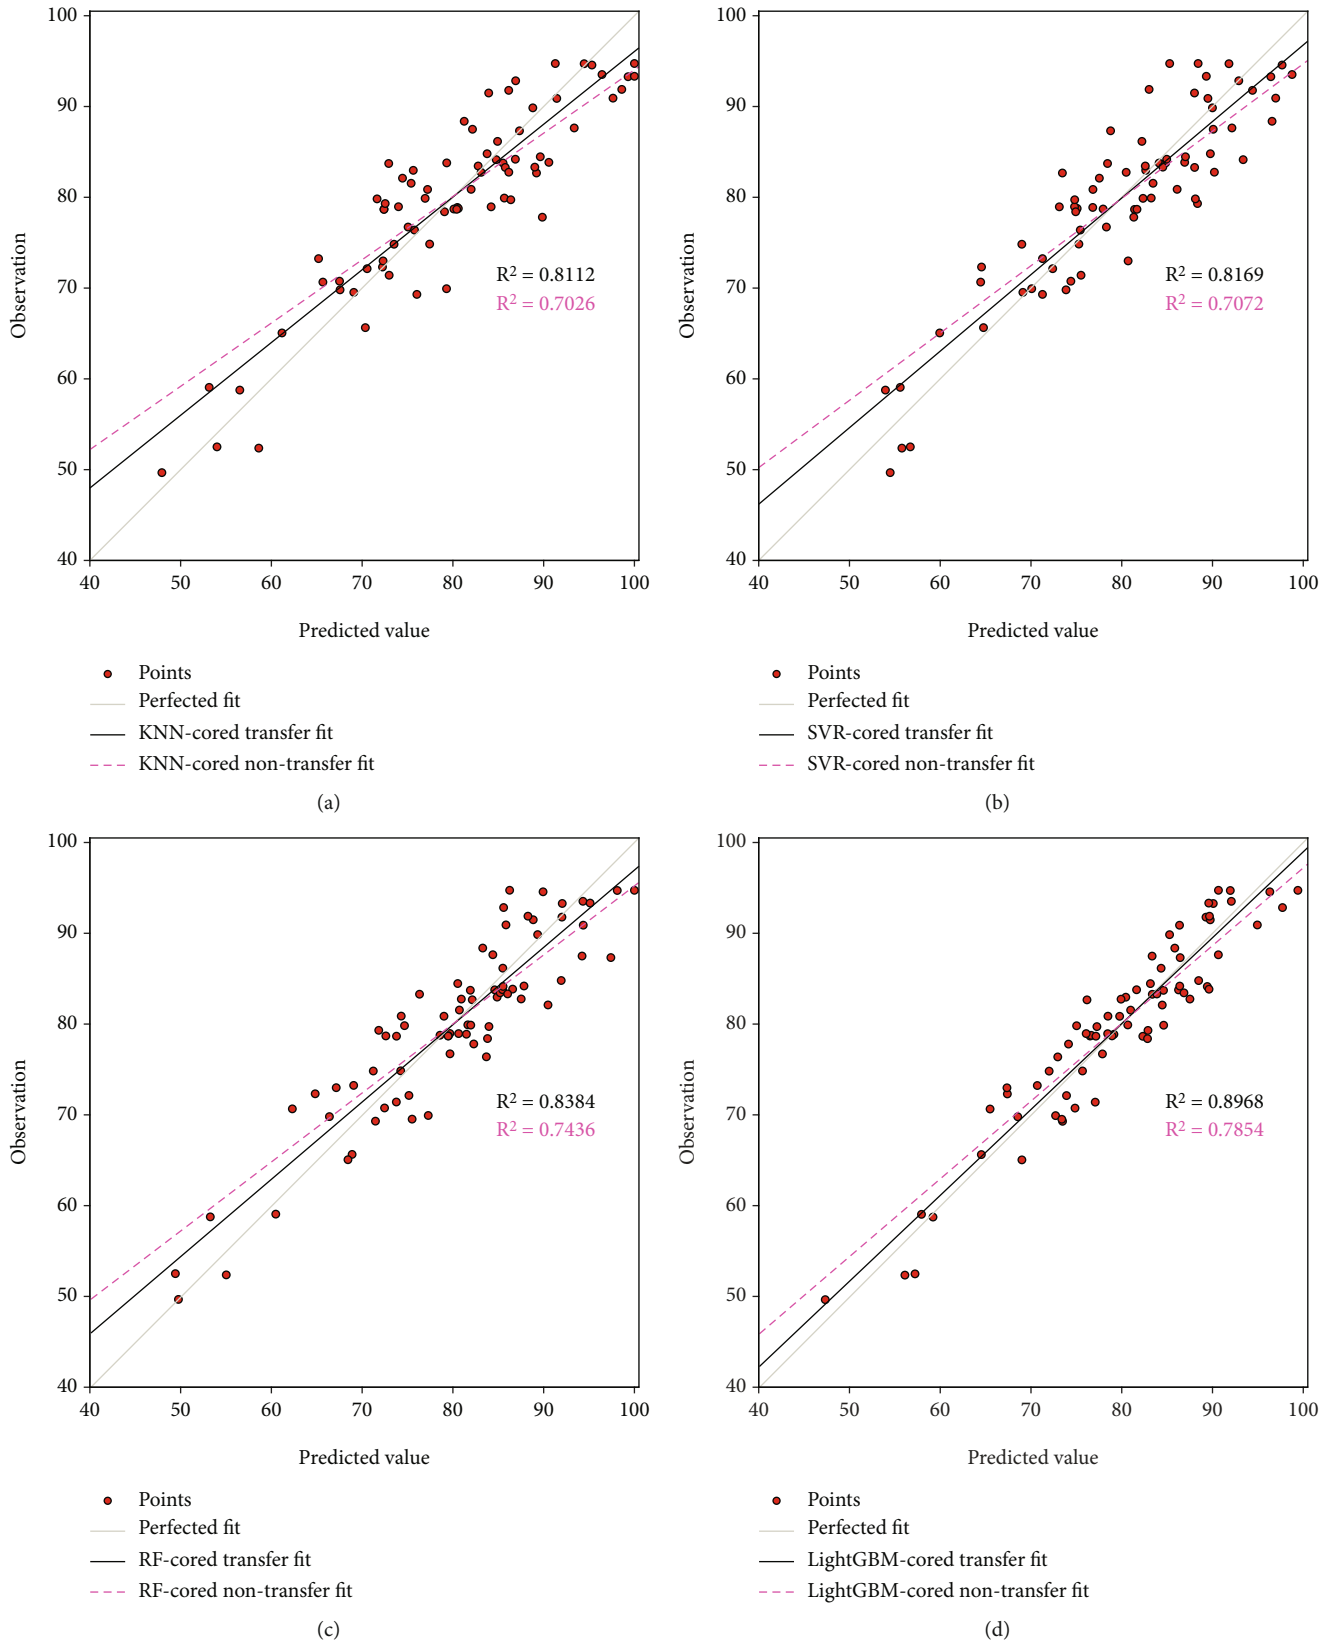 100
90
80
70
60
50
40
Observation
R² = 0.8112
R² = 0.7026
40 50 60 70 80 90 100
Predicted value
Points
Perfected fit
KNN-cored transfer fit
KNN-cored non-transfer fit
(a)
100
90
80
70
60
50
40
Observation
R² = 0.8169
R² = 0.7072
40 50 60 70 80 90 100
Predicted value
Points
Perfected fit
SVR-cored transfer fit
SVR-cored non-transfer fit
(b)
100
90
80
70
60
50
40
Observation
R² = 0.8384
R² = 0.7436
40 50 60 70 80 90 100
Predicted value
Points
Perfected fit
RF-cored transfer fit
RF-cored non-transfer fit
(c)
100
90
80
70
60
50
40
Observation
R² = 0.8968
R² = 0.7854
40 50 60 70 80 90 100
Predicted value
Points
Perfected fit
LightGBM-cored transfer fit
LightGBM-cored non-transfer fit
(d)